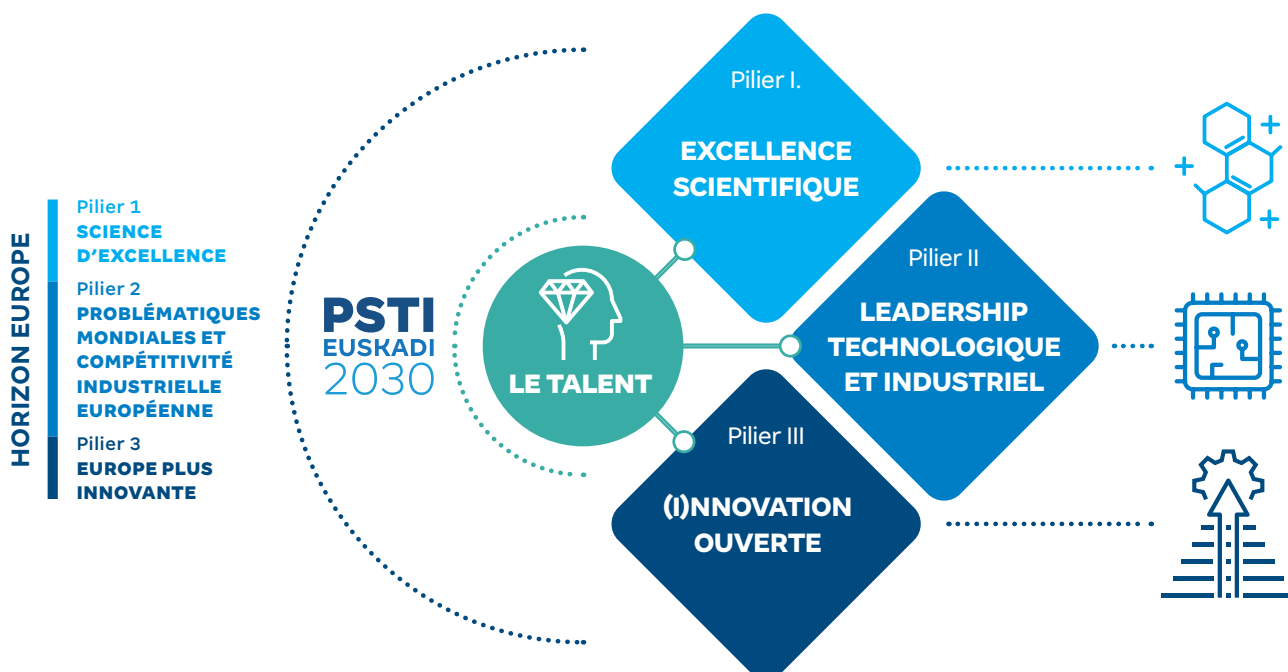 HORIZON EUROPE
Pilier 1
SCIENCE
D’EXCELLENCE
Pilier 2
PROBLÉMATIQUES
MONDIALES ET
COMPÉTITIVITÉ
INDUSTRIELLE
EUROPÉENNE
Pilier 3
EUROPE PLUS
INNOVANTE
PSTI
EUSKADI
2030
LE TALENT
Pilier I.
EXCELLENCE
SCIENTIFIQUE
Pilier II
LEADERSHIP
TECHNOLOGIQUE
ET INDUSTRIEL
Pilier III
(I)NNOVATION
OUVERTE